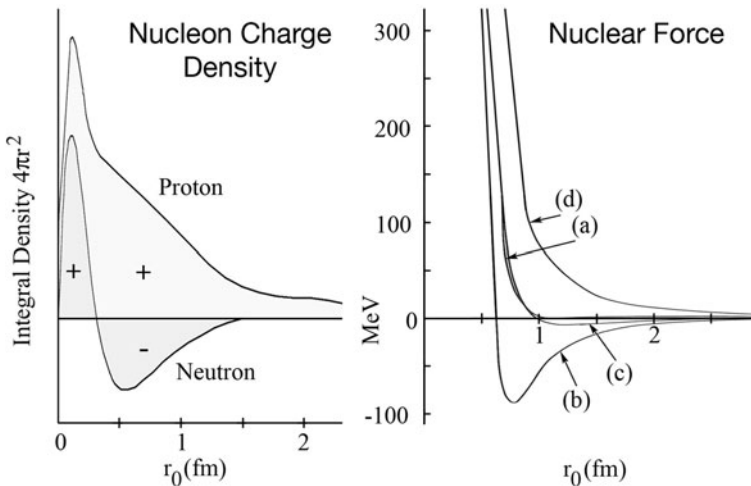 Nucleon Charge
Density
Integral Density 4πr²
Proton
+
+
-
Neutron
0
1
2
r₀(fm)
Nuclear Force
300
200
100
0
-100
MeV
(d)
(a)
(c)
(b)
1
2
r₀(fm)